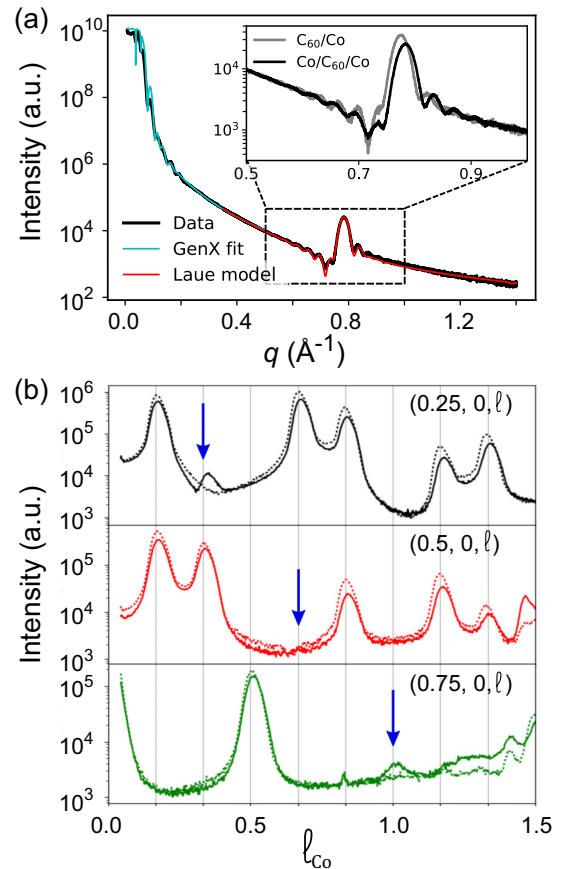 (a)
Intensity (a.u.)
10^10
10^8
10^6
10^4
10^2
0.0 0.4 0.8 1.2
q (Å^-1)
Data
GenX fit
Laue model
C60/Co
Co/C60/Co
10^4
10^3
0.5 0.7 0.9
(b)
Intensity (a.u.)
10^6
10^5
10^4
10^3
(0.25, 0,ℓ)
10^5
10^4
10^3
(0.5, 0,ℓ)
10^5
10^4
10^3
(0.75, 0,ℓ)
0.0 0.5 1.0 1.5
ℓCo